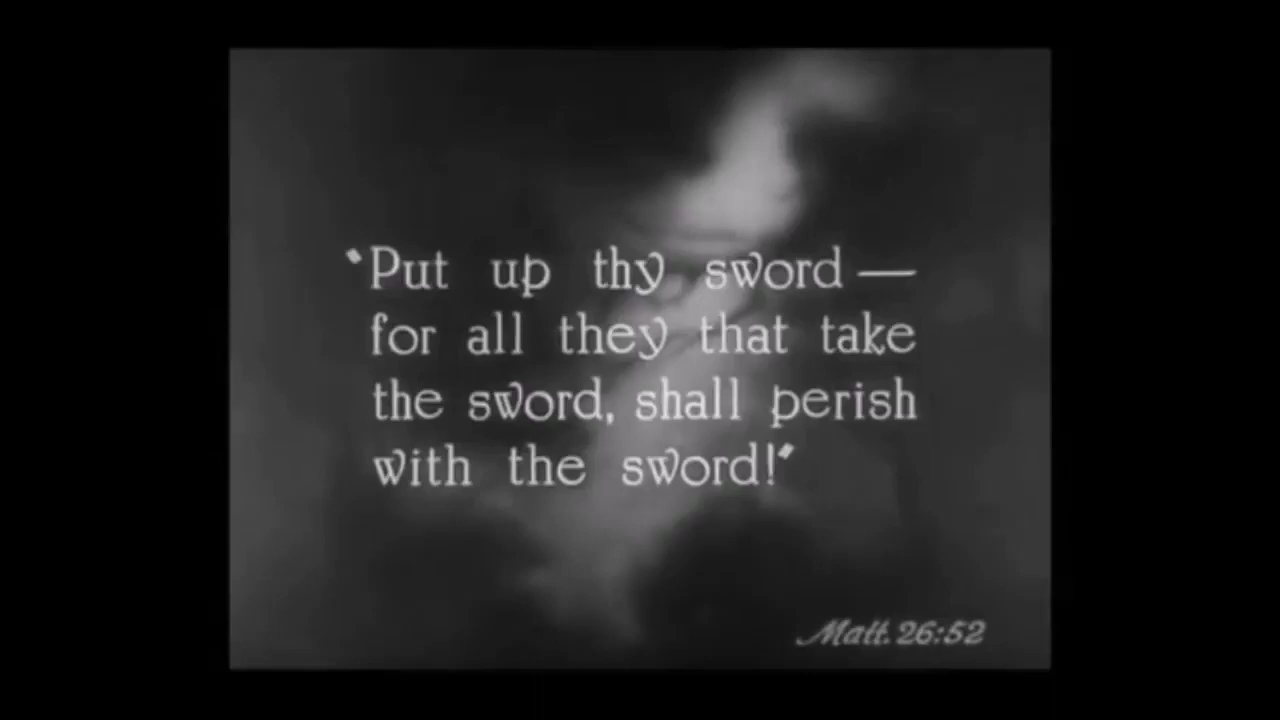 "Put up thy sword —
for all they that take
the sword, shall perish
with the sword!"
Matt. 26:52